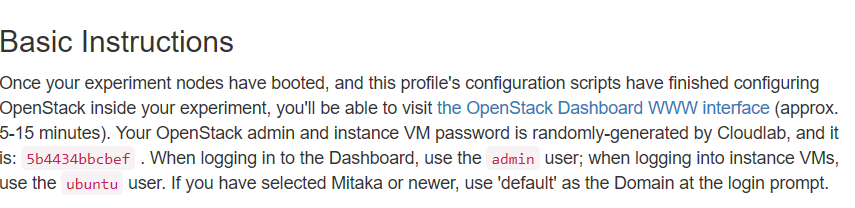 Basic Instructions
Once your experiment nodes have booted, and this profile's configuration scripts have finished configuring
OpenStack inside your experiment, you'll be able to visit the OpenStack Dashboard WWW interface (approx.
5-15 minutes). Your OpenStack admin and instance VM password is randomly-generated by Cloudlab, and it
is: 5b4434bbcbef . When logging in to the Dashboard, use the admin user; when logging into instance VMs,
use the ubuntu user. If you have selected Mitaka or newer, use 'default' as the Domain at the login prompt.